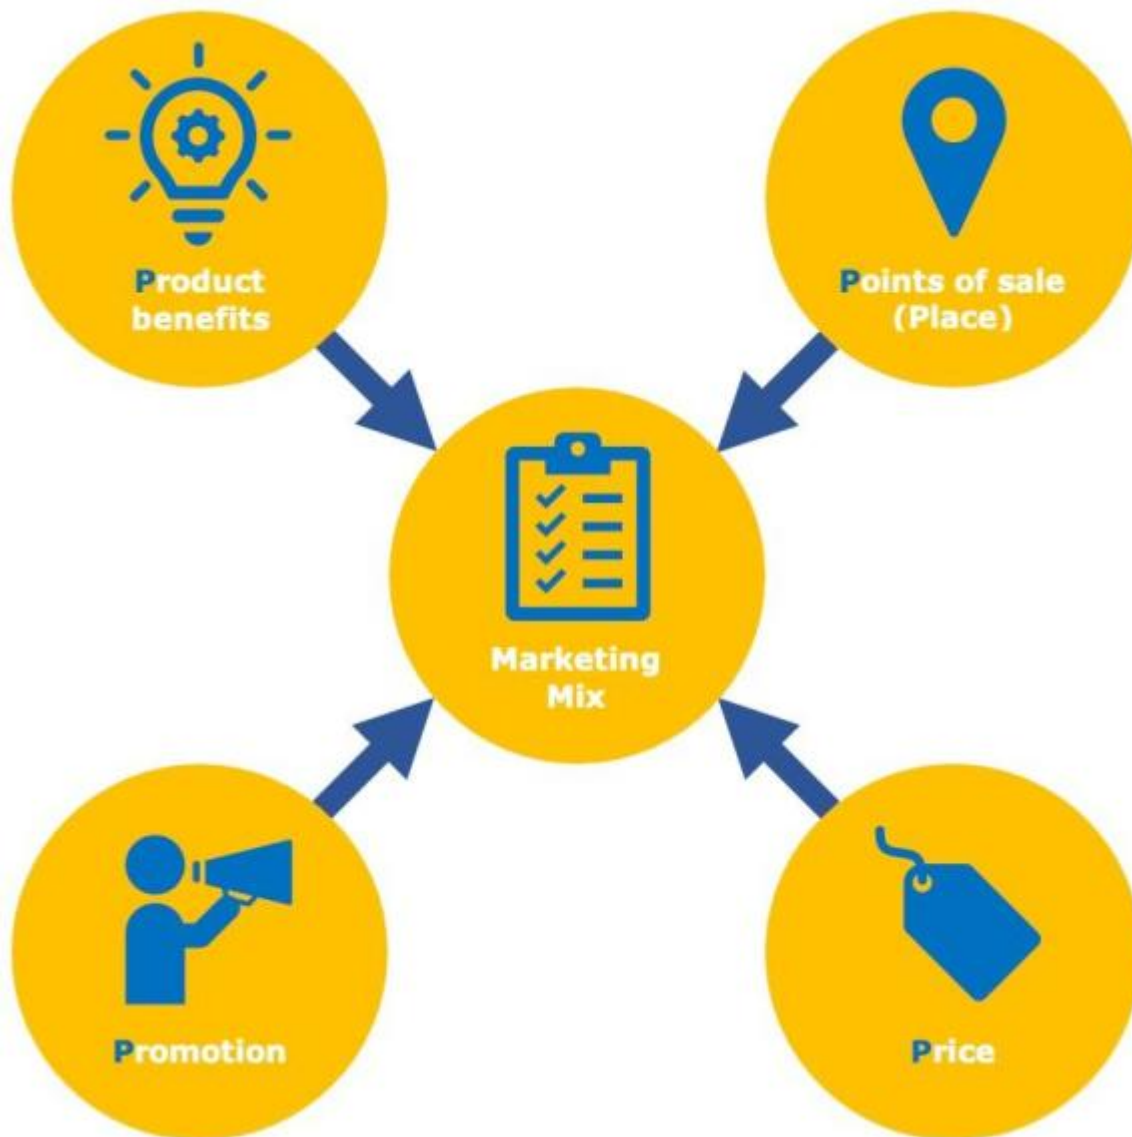 Product
benefits
Points of sale
(Place)
Marketing
Mix
Promotion
Price